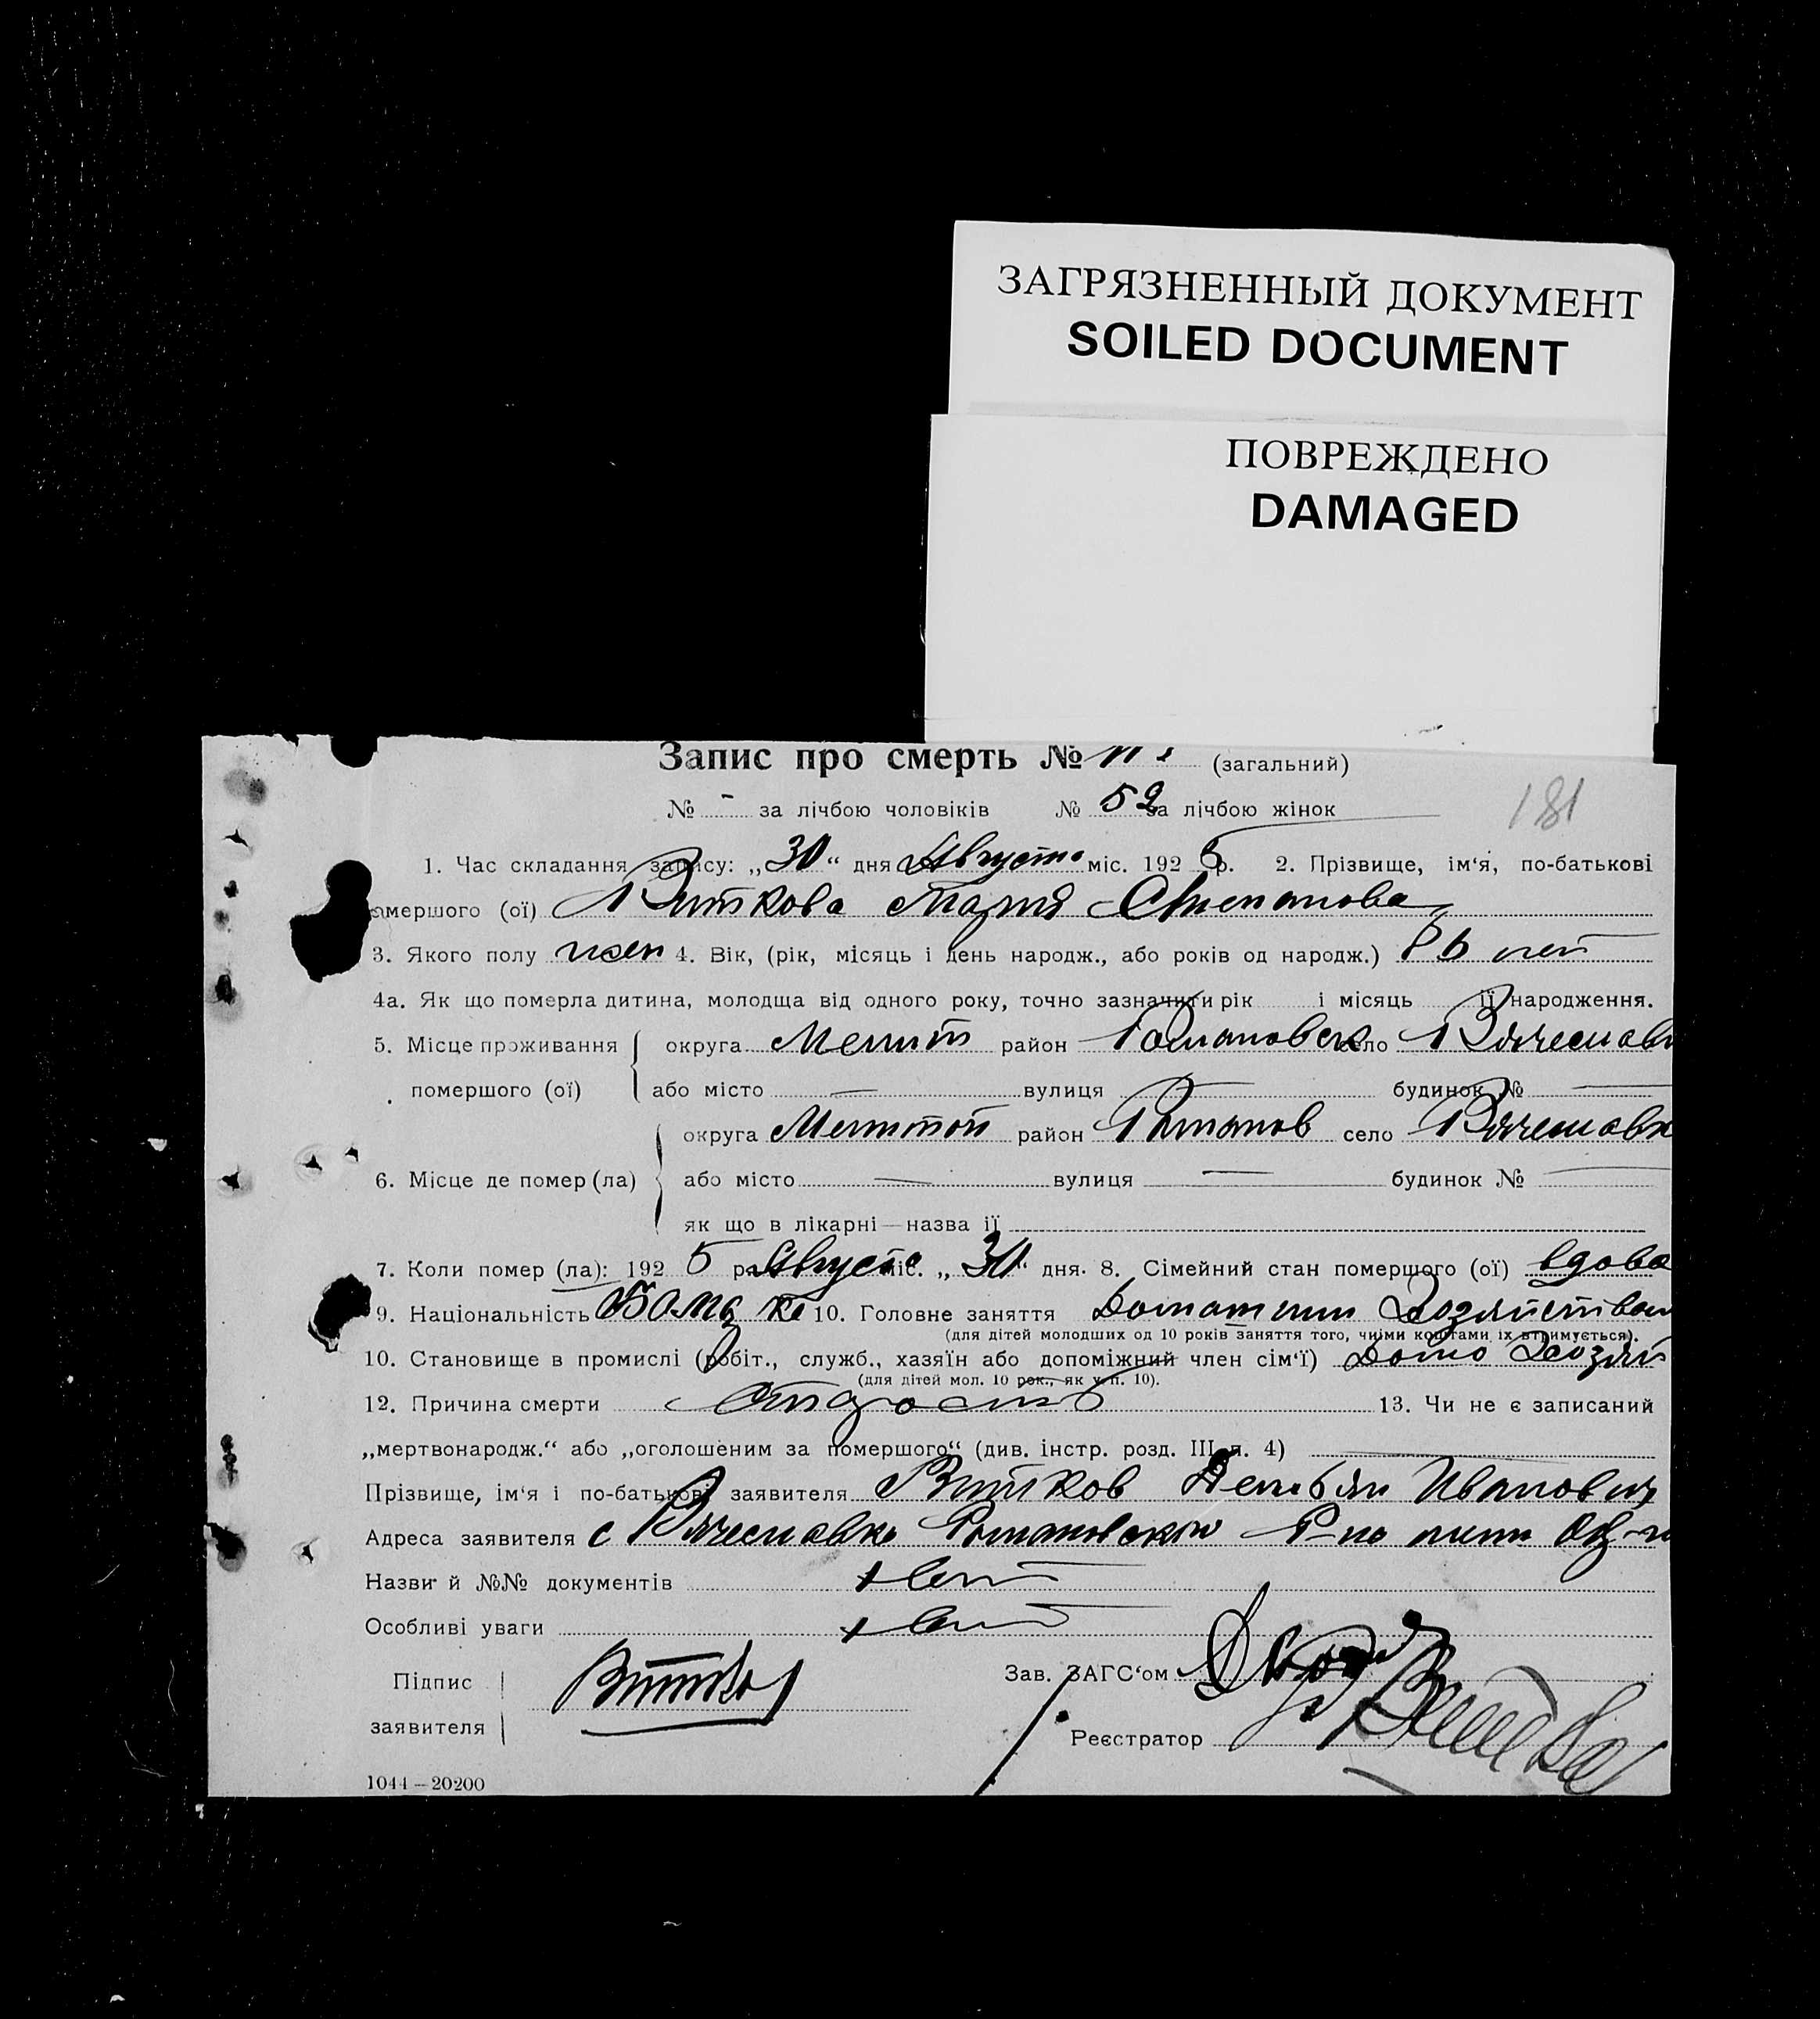 ЗАГРЯЗНЕННЫЙ ДОКУМЕНТ
SOILED DOCUMENT
ПОВРЕЖДЕНО
DAMAGED
Запис про смерть № (загальний)
181
№ - за лічбою чоловіків № 52 за лічбою жінок
1. Час складання запису: „30“ дня Августа міс. 1925 р. 2. Прізвище, ім‘я, по-батькові
омершого (ої) Виткова Мария Степанова
3. Якого полу жен 4. Вік, (рік, місяць і день народж., або років од народж.) 86 лет
4а. Як що померла дитина, молодща від одного року, точно зазначити рік і місяць її народження.
5. Місце проживання округа Мелит район Романовск село Вячеславк
помершого (ої) або місто — вулиця — будинок № —
округа Мелитоп район Роман​ов село Вячеславк
6. Місце де помер (ла) або місто — вулиця — будинок № —
як що в лікарні—назва її
7. Коли помер (ла): 1925 р. Августа міс. „30“ дня. 8. Сімейний стан помершого (ої) вдова
9. Національність 10. Головне заняття Домашним Хозяйством
(для дітей молодших од 10 років заняття того, чиїми коштами їх втримується).
10. Становище в промислі (робіт., служб., хазяїн або допоміжний член сім‘ї) Домо Хозяй
(для дітей мол. 10 рок., як у п. 10).
12. Причина смерти Старость 13. Чи не є записаний
„мертвонародж.“ або „оголошеним за помершого“ (див. інстр. розд. III п. 4) —
Прізвище, ім‘я і по-батькові заявителя Витков Демьян Иванович
Адреса заявителя с Вячеславка Романовского Р-на
Назви й №№ документів нет
Особливі уваги нет
Підпис заявителя Витков
Зав. ЗАГС‘ом
Реєстратор
1044—20200